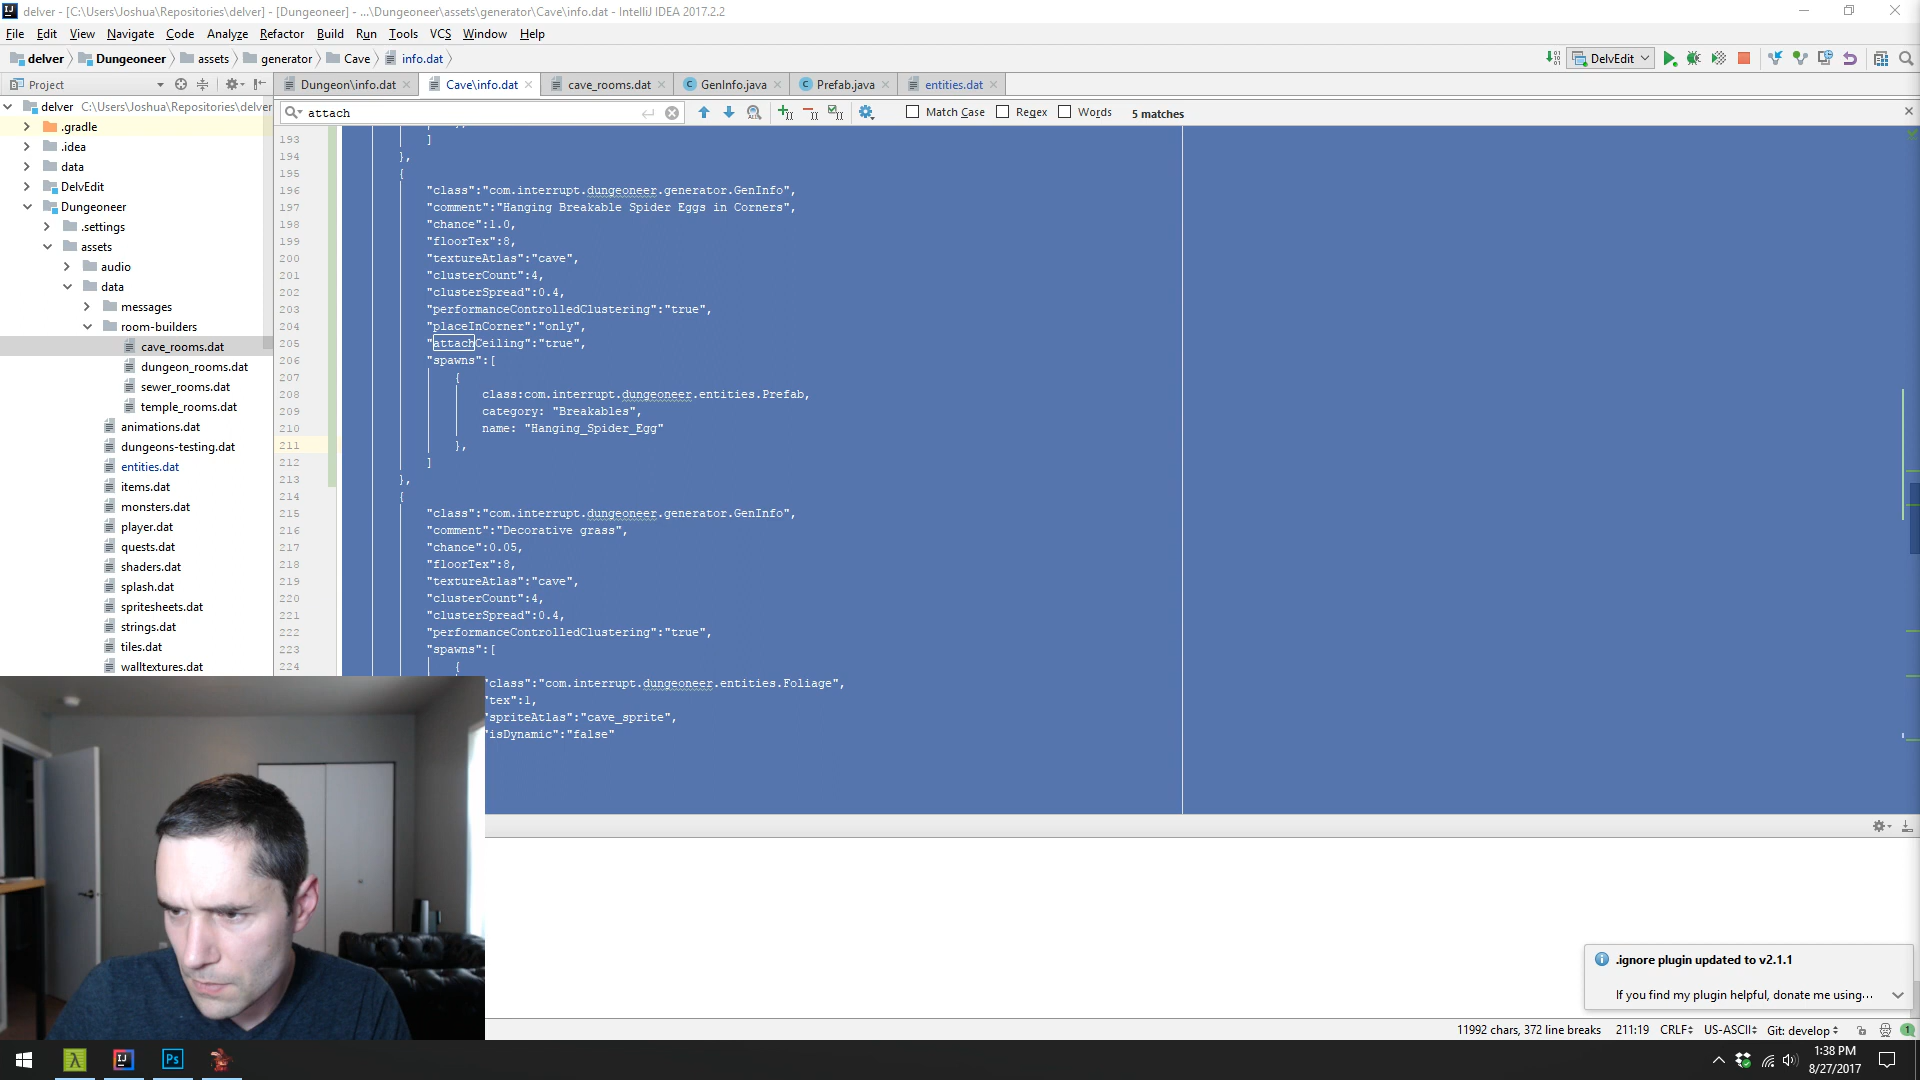 delver - [C:\Users\Joshua\Repositories\delver] - [Dungeoneer] - ...\Dungeoneer\assets\generator\Cave\info.dat - IntelliJ IDEA 2017.2.2
File Edit View Navigate Code Analyze Refactor Build Run Tools VCS Window Help
delver Dungeoneer assets generator Cave info.dat DelvEdit
Project Dungeon\info.dat Cave\info.dat cave_rooms.dat GenInfo.java Prefab.java entities.dat
attach Match Case Regex Words 5 matches
delver C:\Users\Joshua\Repositories\delver
.gradle
.idea
data
DelvEdit
Dungeoneer
.settings
assets
audio
data
messages
room-builders
cave_rooms.dat
dungeon_rooms.dat
sewer_rooms.dat
temple_rooms.dat
animations.dat
dungeons-testing.dat
entities.dat
items.dat
monsters.dat
player.dat
quests.dat
shaders.dat
splash.dat
spritesheets.dat
strings.dat
tiles.dat
walltextures.dat
193 ]
194 },
195 {
196 "class":"com.interrupt.dungeoneer.generator.GenInfo",
197 "comment":"Hanging Breakable Spider Eggs in Corners",
198 "chance":1.0,
199 "floorTex":8,
200 "textureAtlas":"cave",
201 "clusterCount":4,
202 "clusterSpread":0.4,
203 "performanceControlledClustering":"true",
204 "placeInCorner":"only",
205 "attachCeiling":"true",
206 "spawns":[
207 {
208 class:com.interrupt.dungeoneer.entities.Prefab,
209 category: "Breakables",
210 name: "Hanging_Spider_Egg"
211 },
212 ]
213 },
214 {
215 "class":"com.interrupt.dungeoneer.generator.GenInfo",
216 "comment":"Decorative grass",
217 "chance":0.05,
218 "floorTex":8,
219 "textureAtlas":"cave",
220 "clusterCount":4,
221 "clusterSpread":0.4,
222 "performanceControlledClustering":"true",
223 "spawns":[
224 {
"class":"com.interrupt.dungeoneer.entities.Foliage",
"tex":1,
"spriteAtlas":"cave_sprite",
"isDynamic":"false"
.ignore plugin updated to v2.1.1
If you find my plugin helpful, donate me using...
11992 chars, 372 line breaks 211:19 CRLF US-ASCII Git: develop 1
1:38 PM
8/27/2017